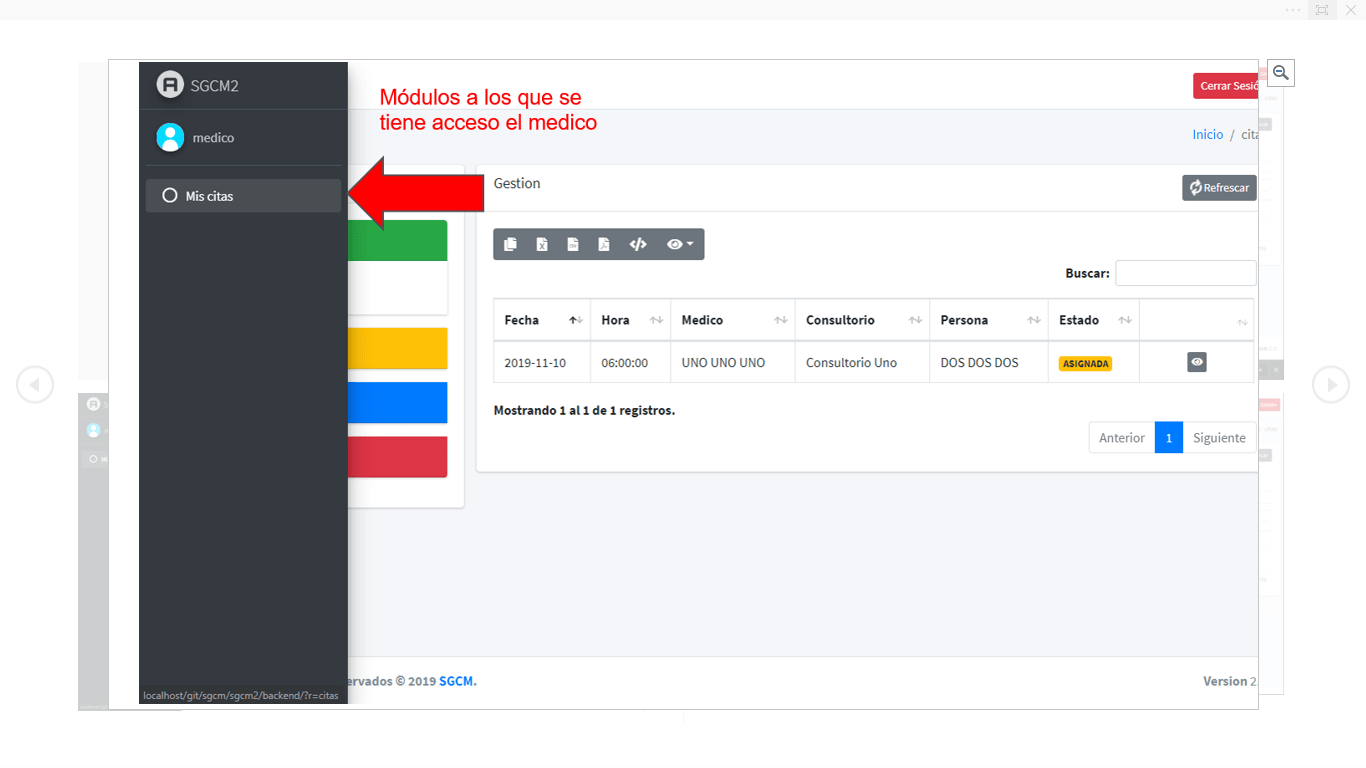 SGCM2
Módulos a los que se
tiene acceso el medico
Cerrar Sesió
medico
Inicio / cita
Mis citas
Gestion
Refrescar
Buscar:
Fecha Hora Medico Consultorio Persona Estado
2019-11-10 06:00:00 UNO UNO UNO Consultorio Uno DOS DOS DOS ASIGNADA
Mostrando 1 al 1 de 1 registros.
Anterior 1 Siguiente
ervados © 2019 SGCM.
Version 2
localhost/git/sgcm/sgcm2/backend/?r=citas